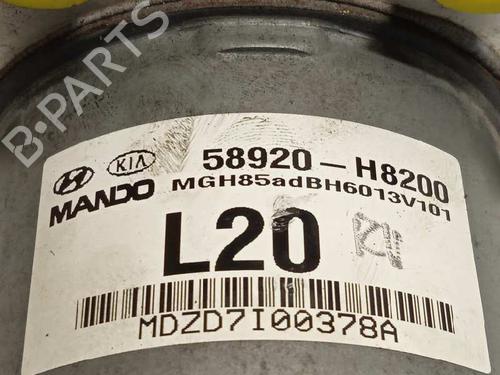 B-PARTS
KIA 58920-H8200
MANDO MGH85adBH6013V101
L20
MDZD7I00378A